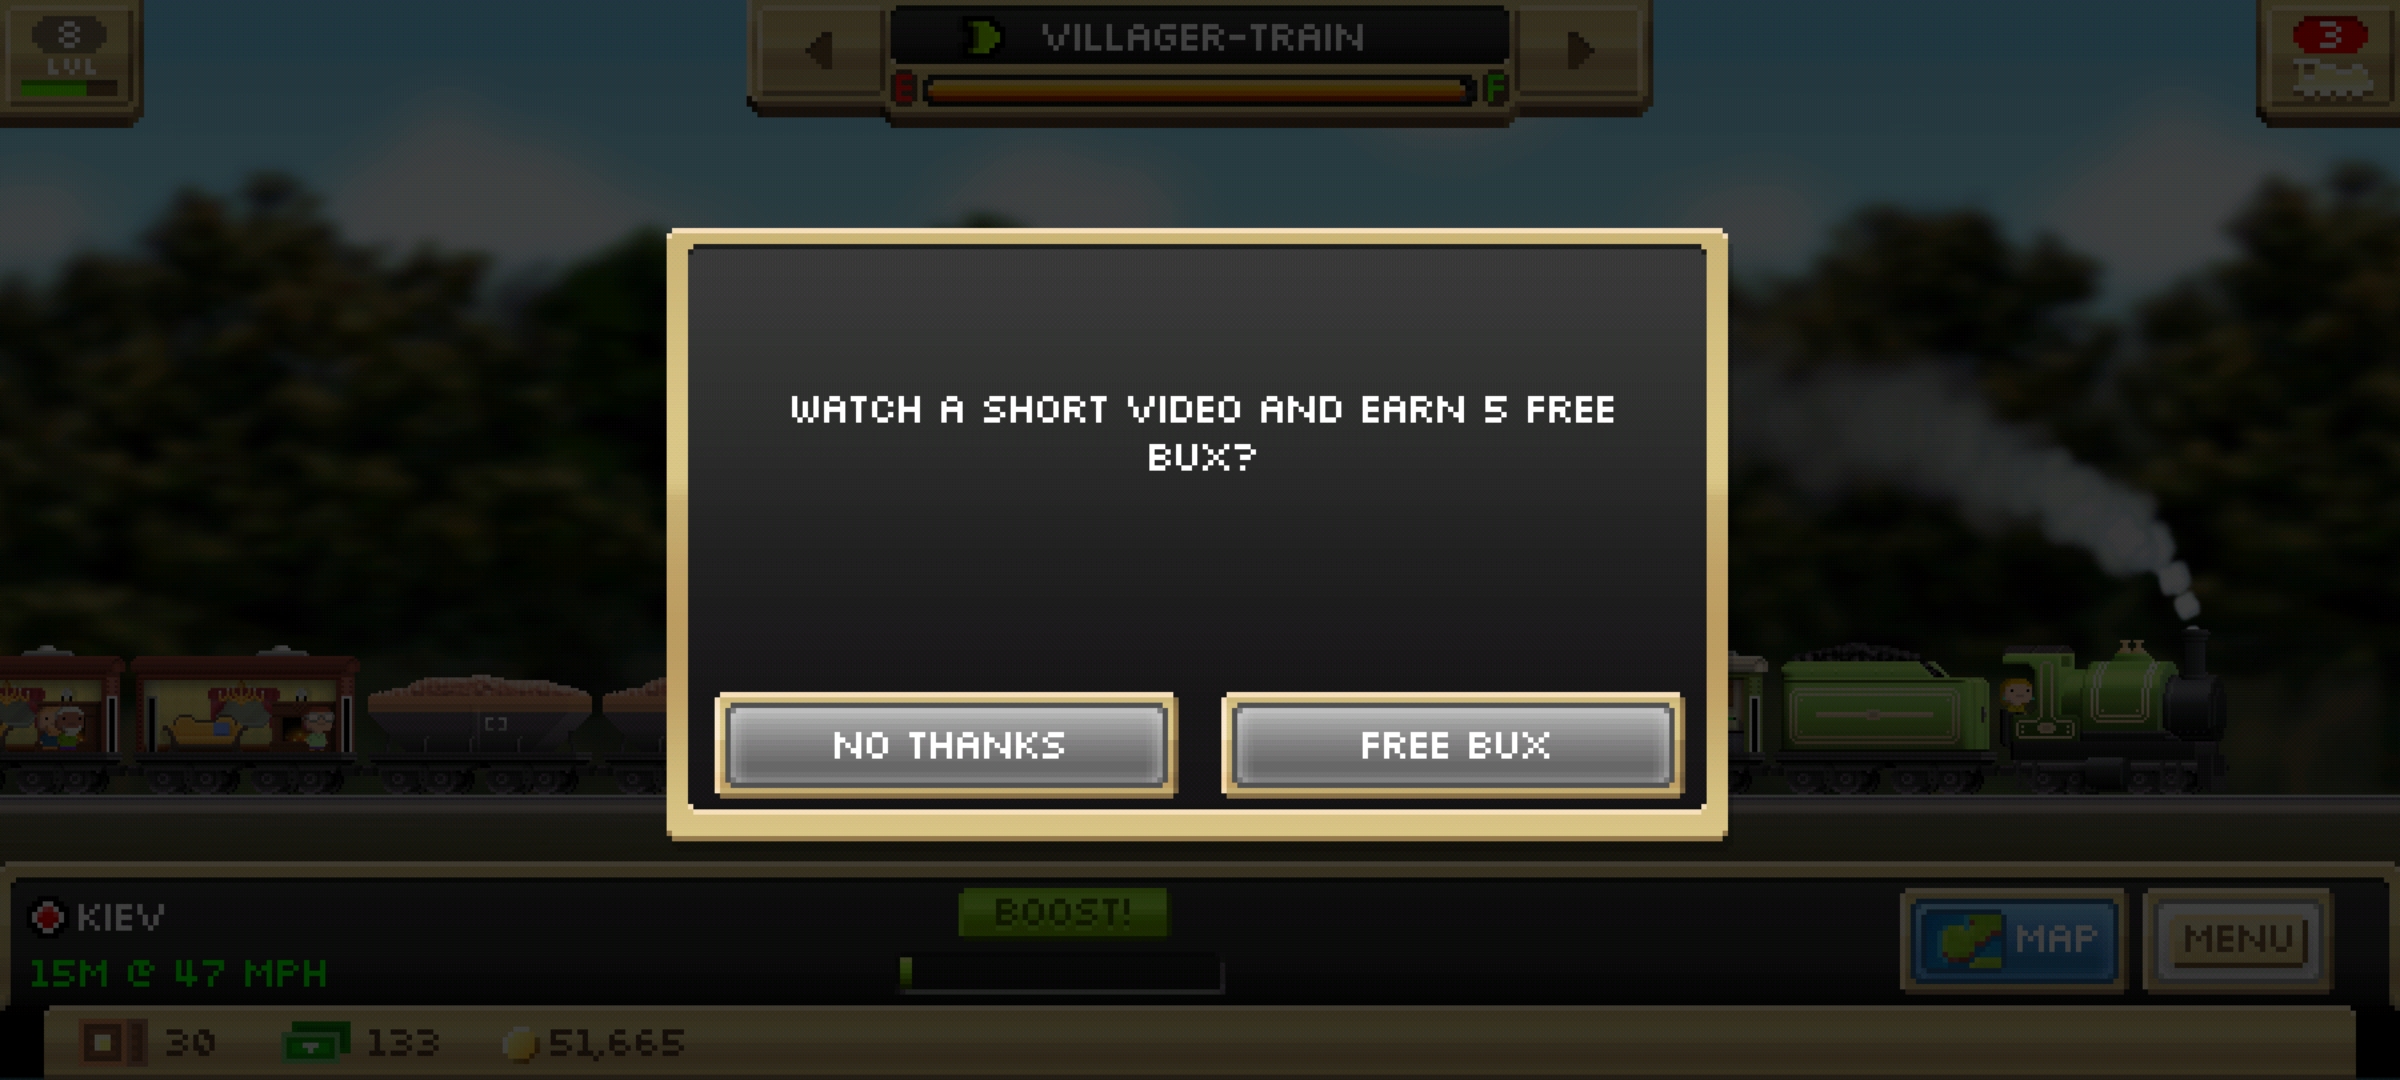 8
LVL
VILLAGER-TRAIN
E F
3
WATCH A SHORT VIDEO AND EARN 5 FREE
BUX?
NO THANKS
FREE BUX
KIEV
15M @ 47 MPH
BOOST!
MAP
MENU
30
133
51,665